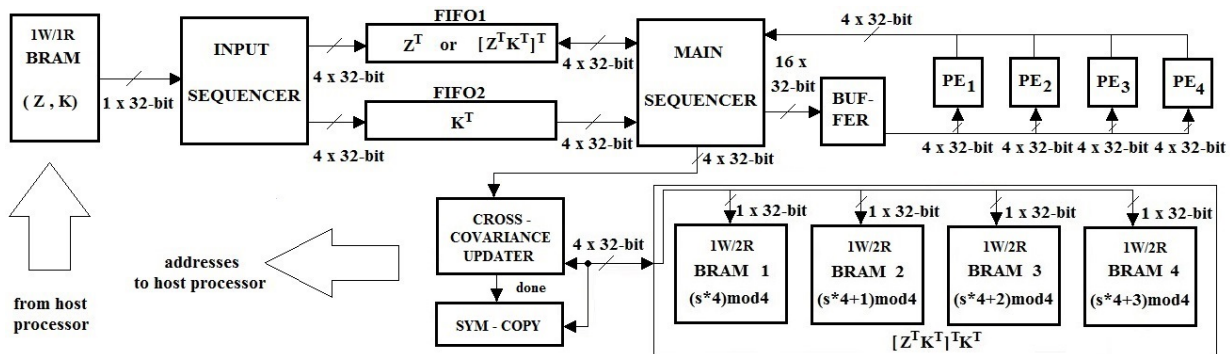 1W/1R
BRAM
( Z , K)
1 x 32-bit
INPUT
SEQUENCER
4 x 32-bit
4 x 32-bit
FIFO1
Z^T or [Z^T K^T]^T
FIFO2
K^T
4 x 32-bit
4 x 32-bit
MAIN
SEQUENCER
4 x 32-bit
16 x
32-bit
BUF-
FER
PE1
PE2
PE3
PE4
4 x 32-bit
4 x 32-bit
4 x 32-bit
4 x 32-bit
4 x 32-bit
from host
processor
addresses
to host processor
CROSS -
COVARIANCE
UPDATER
done
SYM - COPY
4 x 32-bit
1 x 32-bit
1 x 32-bit
1 x 32-bit
1 x 32-bit
1W/2R
BRAM 1
(s*4)mod4
1W/2R
BRAM 2
(s*4+1)mod4
1W/2R
BRAM 3
(s*4+2)mod4
1W/2R
BRAM 4
(s*4+3)mod4
[Z^T K^T]^T K^T